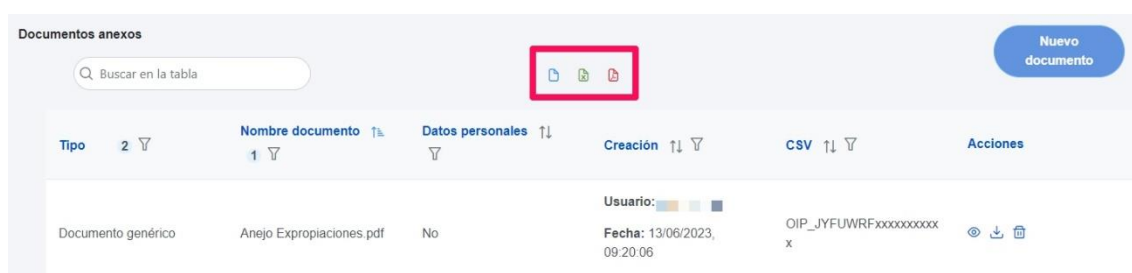 Documentos anexos
Nuevo
documento
Buscar en la tabla
Tipo 2
Nombre documento
1
Datos personales
Creación
CSV
Acciones
Documento genérico
Anejo Expropiaciones.pdf
No
Usuario:
Fecha: 13/06/2023,
09:20:06
OIP_JYFUWRFxxxxxxxxxx
x